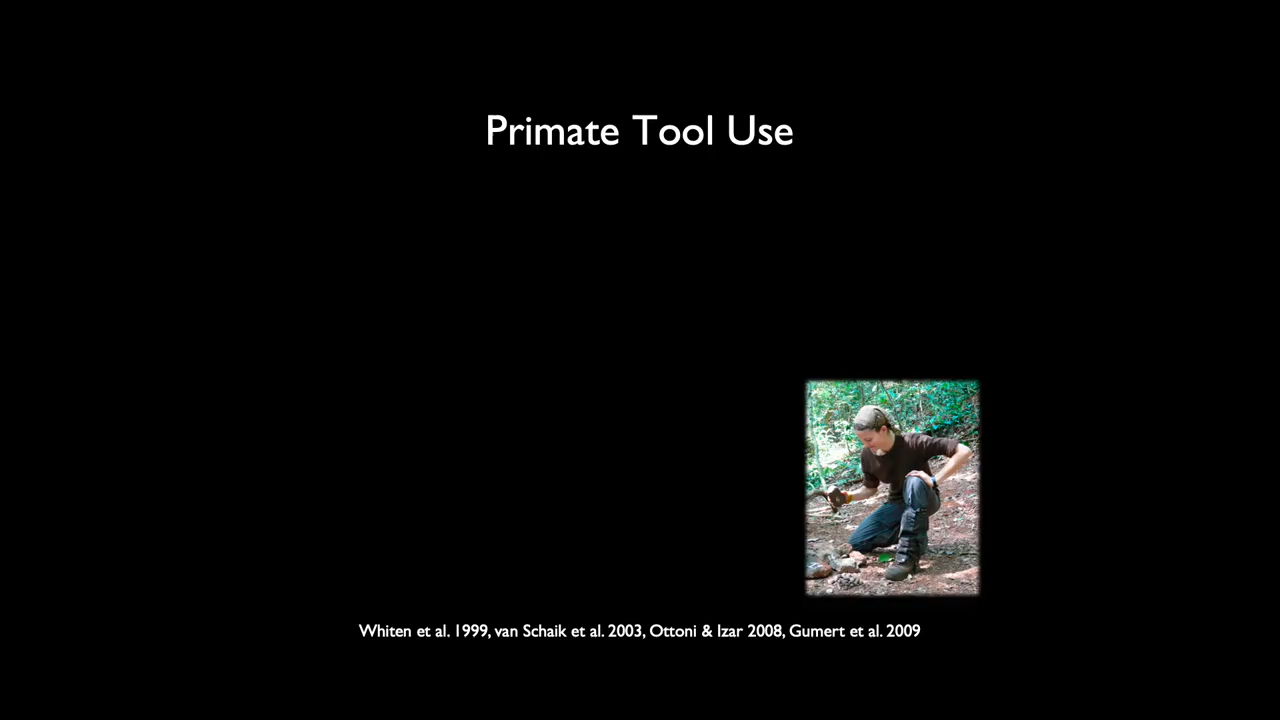 Primate Tool Use
Whiten et al. 1999, van Schaik et al. 2003, Ottoni & Izar 2008, Gumert et al. 2009